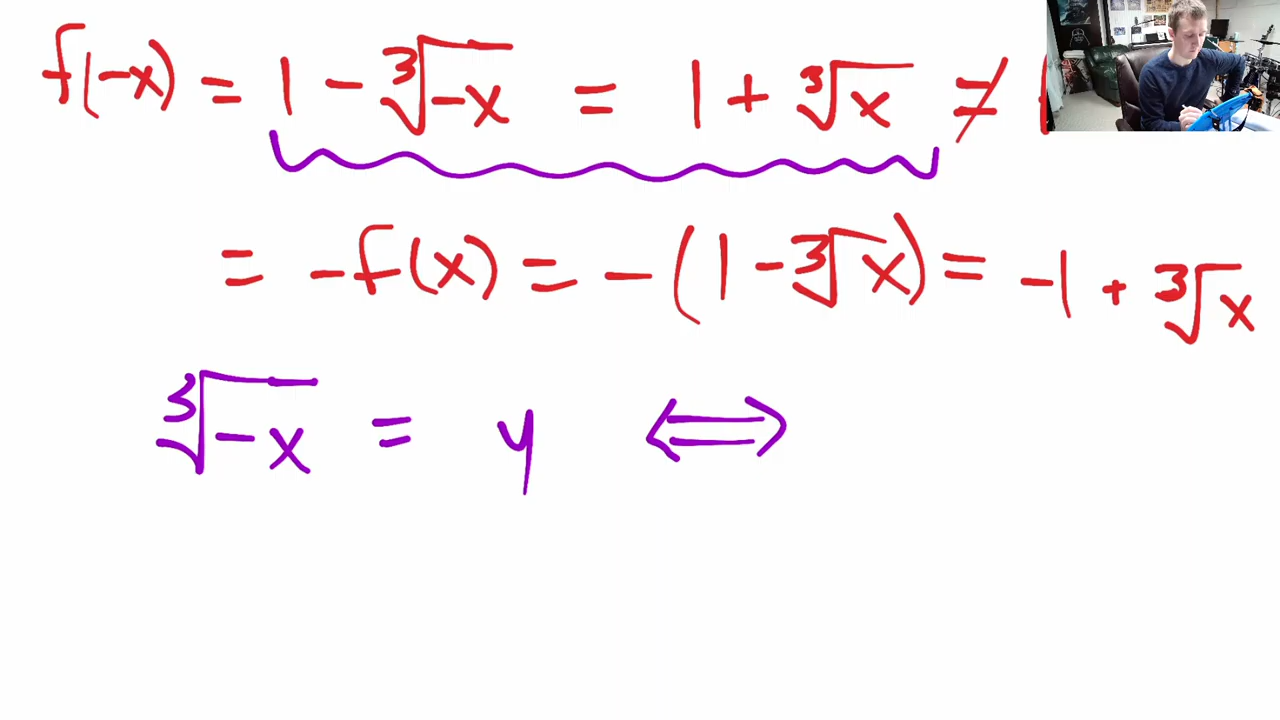 f(-x) = 1 - ∛(-x) = 1 + ∛x ≠
= -f(x) = -(1 - ∛x) = -1 + ∛x
∛(-x) = y ⟺